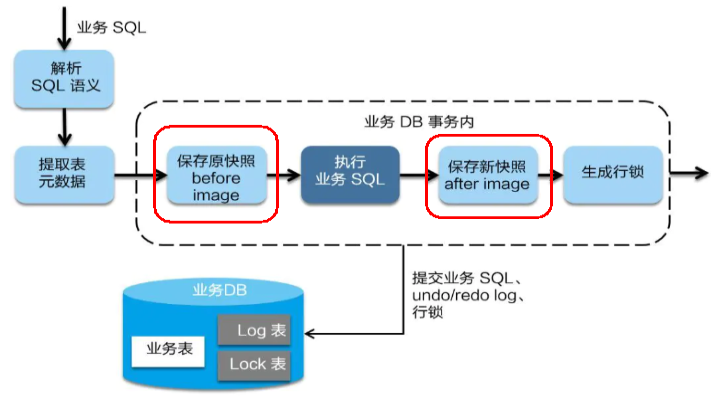 业务 SQL
解析
SQL 语义
业务 DB 事务内
提取表
元数据
保存原快照
before
image
执行
业务 SQL
保存新快照
after image
生成行锁
提交业务 SQL、
undo/redo log、
行锁
业务DB
业务表
Log 表
Lock 表